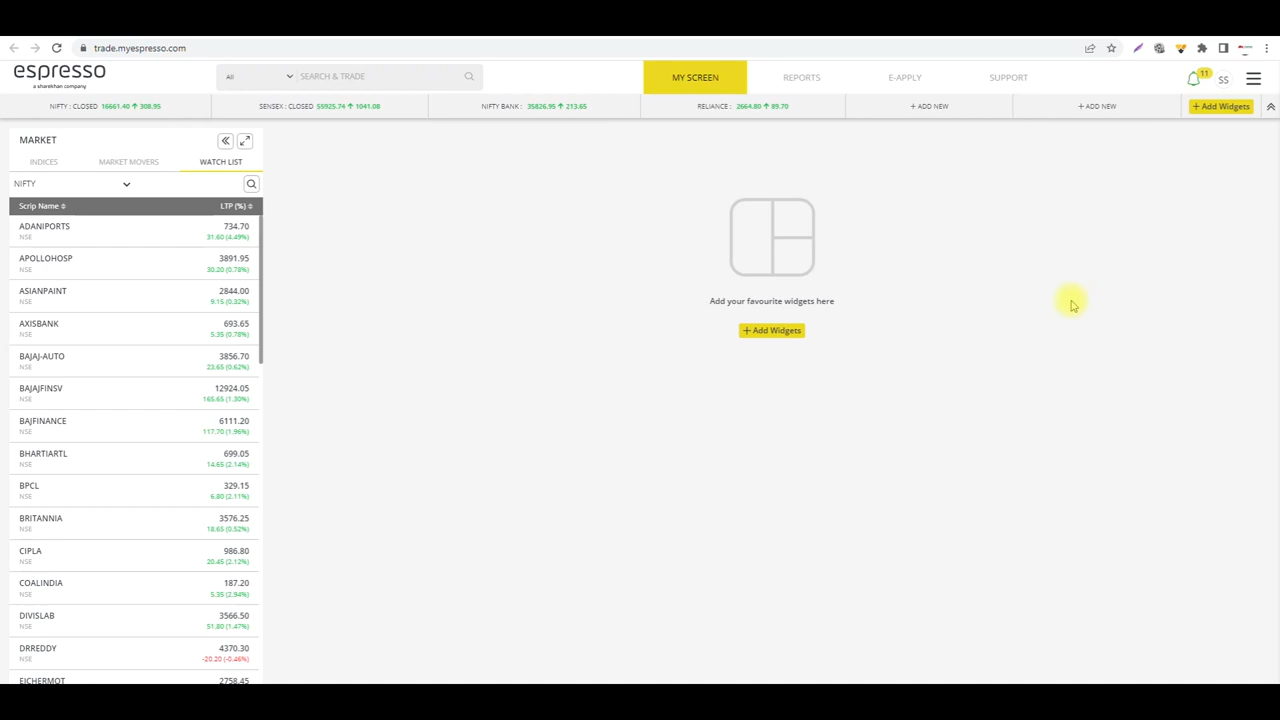 trade.myespresso.com
espresso
a sharekhan company
All
SEARCH & TRADE
MY SCREEN
REPORTS
E-APPLY
SUPPORT
11
SS
NIFTY : CLOSED 16661.40 ↑ 308.95
SENSEX : CLOSED 55925.74 ↑ 1041.08
NIFTY BANK : 35826.95 ↑ 213.65
RELIANCE : 2664.80 ↑ 89.70
+ ADD NEW
+ ADD NEW
+ Add Widgets
MARKET
INDICES
MARKET MOVERS
WATCH LIST
NIFTY
Scrip Name
LTP (%)
ADANIPORTS 734.70
NSE 31.60 (4.49%)
APOLLOHOSP 3891.95
NSE 30.20 (0.78%)
ASIANPAINT 2844.00
NSE 9.15 (0.32%)
AXISBANK 693.65
NSE 5.35 (0.78%)
BAJAJ-AUTO 3856.70
NSE 23.65 (0.62%)
BAJAJFINSV 12924.05
NSE 165.65 (1.30%)
BAJFINANCE 6111.20
NSE 117.70 (1.96%)
BHARTIARTL 699.05
NSE 14.65 (2.14%)
BPCL 329.15
NSE 6.80 (2.11%)
BRITANNIA 3576.25
NSE 18.65 (0.52%)
CIPLA 986.80
NSE 20.45 (2.12%)
COALINDIA 187.20
NSE 5.35 (2.94%)
DIVISLAB 3566.50
NSE 51.80 (1.47%)
DRREDDY 4370.30
NSE -20.20 (-0.46%)
EICHERMOT 2758.45
Add your favourite widgets here
+ Add Widgets